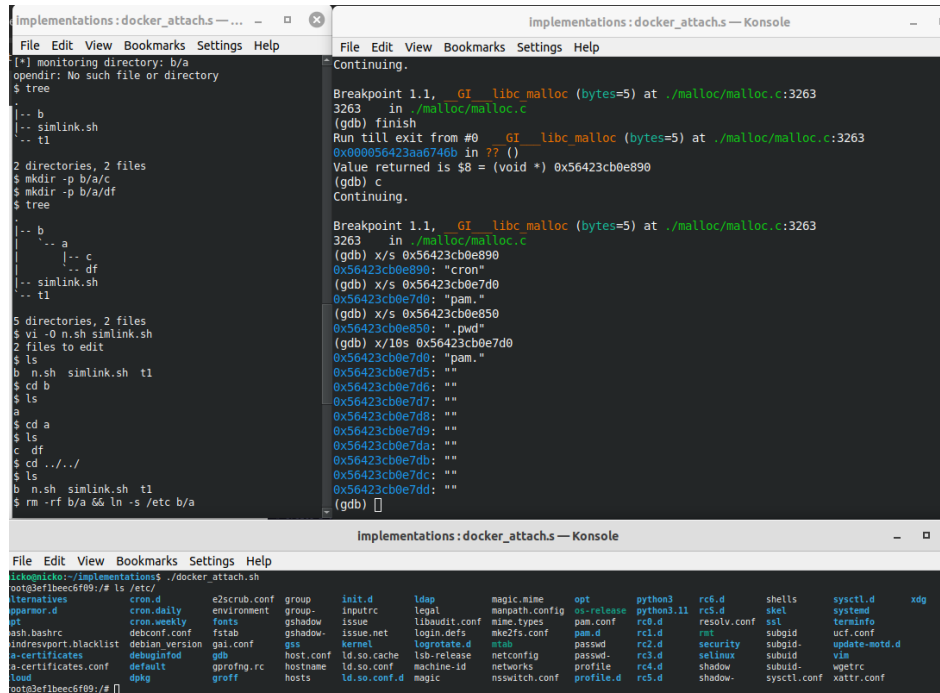 implementations : docker_attach.s — ...
File Edit View Bookmarks Settings Help
[*] monitoring directory: b/a
opendir: No such file or directory
$ tree
.
|-- b
|-- simlink.sh
`-- t1
2 directories, 2 files
$ mkdir -p b/a/c
$ mkdir -p b/a/df
$ tree
.
|-- b
|   `-- a
|       |-- c
|       `-- df
|-- simlink.sh
`-- t1
5 directories, 2 files
$ vi -O n.sh simlink.sh
2 files to edit
$ ls
b  n.sh  simlink.sh  t1
$ cd b
$ ls
a
$ cd a
$ ls
c  df
$ cd ../../
$ ls
b  n.sh  simlink.sh  t1
$ rm -rf b/a && ln -s /etc b/a
implementations : docker_attach.s — Konsole
File Edit View Bookmarks Settings Help
Continuing.
Breakpoint 1.1, __GI___libc_malloc (bytes=5) at ./malloc/malloc.c:3263
3263    in ./malloc/malloc.c
(gdb) finish
Run till exit from #0  __GI___libc_malloc (bytes=5) at ./malloc/malloc.c:3263
0x000056423aa6746b in ?? ()
Value returned is $8 = (void *) 0x56423cb0e890
(gdb) c
Continuing.
Breakpoint 1.1, __GI___libc_malloc (bytes=5) at ./malloc/malloc.c:3263
3263    in ./malloc/malloc.c
(gdb) x/s 0x56423cb0e890
0x56423cb0e890: "cron"
(gdb) x/s 0x56423cb0e7d0
0x56423cb0e7d0: "pam."
(gdb) x/s 0x56423cb0e850
0x56423cb0e850: ".pwd"
(gdb) x/10s 0x56423cb0e7d0
0x56423cb0e7d0: "pam."
0x56423cb0e7d5: ""
0x56423cb0e7d6: ""
0x56423cb0e7d7: ""
0x56423cb0e7d8: ""
0x56423cb0e7d9: ""
0x56423cb0e7da: ""
0x56423cb0e7db: ""
0x56423cb0e7dc: ""
0x56423cb0e7dd: ""
(gdb)
implementations : docker_attach.s — Konsole
File Edit View Bookmarks Settings Help
nicko@nicko:~/implementations$ ./docker_attach.sh
root@3ef1beec6f09:/# ls /etc/
alternatives cron.d e2scrub.conf group init.d ldap magic.mime opt python3 rc6.d shells sysctl.d xdg
apparmor.d cron.daily environment group- inputrc legal manpath.config os-release python3.11 rc5.d skel systemd
apt cron.weekly fonts gshadow issue libaudit.conf mime.types pam.conf rc0.d resolv.conf ssl terminfo
bash.bashrc debconf.conf fstab gshadow- issue.net login.defs mke2fs.conf pam.d rc1.d rmt subgid ucf.conf
bindresvport.blacklist debian_version gai.conf gss kernel logrotate.d mtab passwd rc2.d security subgid- update-motd.d
ca-certificates debuginfod gdb host.conf ld.so.cache lsb-release netconfig passwd- rc3.d selinux subuid vim
ca-certificates.conf default gprofng.rc hostname ld.so.conf machine-id networks profile rc4.d shadow subuid- wgetrc
cloud dpkg groff hosts ld.so.conf.d magic nsswitch.conf profile.d rc5.d shadow- sysctl.conf xattr.conf
root@3ef1beec6f09:/#